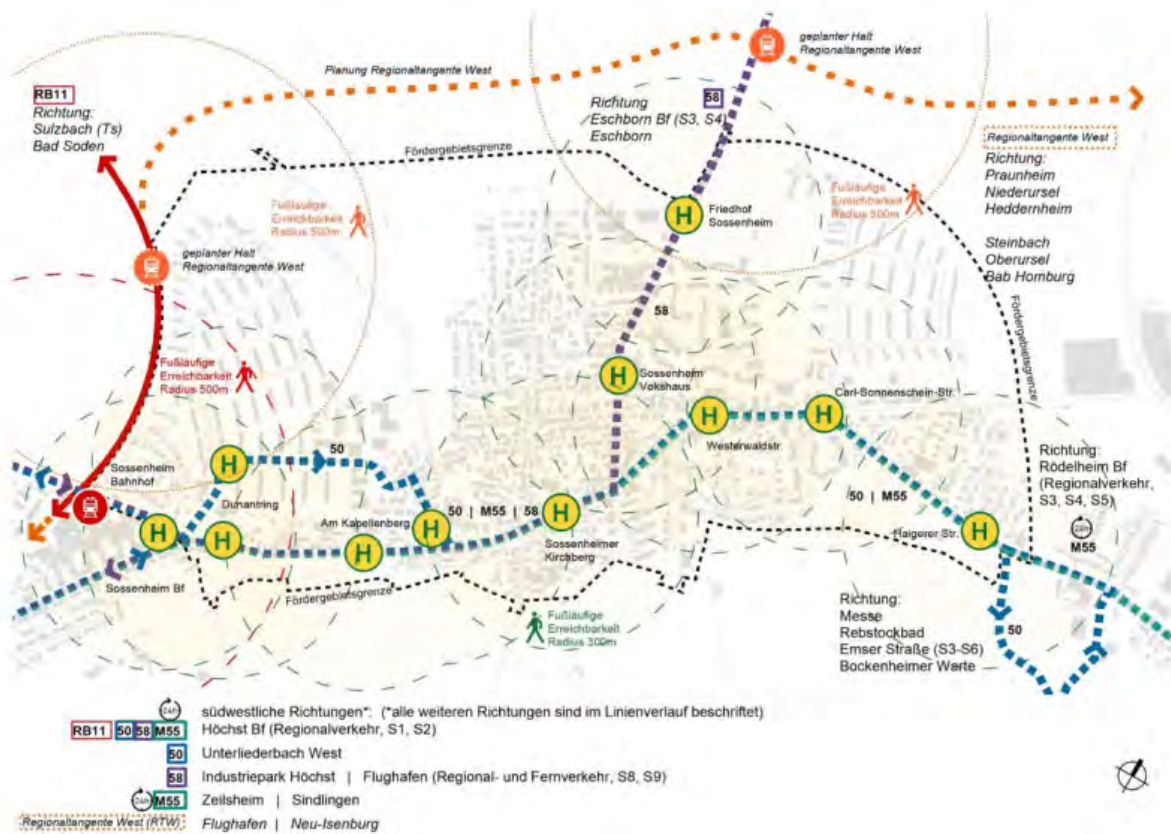 geplanter Halt
Regionaltangente West
Planung Regionaltangente West
RB11
Richtung:
Sulzbach (Ts)
Bad Soden
58
Richtung
Eschborn Bf (S3, S4)
Eschborn
Regionaltangente West
Richtung:
Praunheim
Niederursel
Heddernheim
Steinbach
Oberursel
Bab Homburg
Fördergebietsgrenze
Fußläufige
Erreichbarkeit
Radius 500m
Fußläufige
Erreichbarkeit
Radius 500m
H
Friedhof
Sossenheim
geplanter Halt
Regionaltangente West
Fördergebietsgrenze
58
Fußläufige
Erreichbarkeit
Radius 500m
H
Sossenheim
Vokshaus
H
Westerwaldstr.
H
Carl-Sonnenschein-Str.
Sossenheim
Bahnhof
H
Dunantring
50
H
H
Am Kapellenberg
H
H
50 | M55 | 58
H
Sossenheimer
Kirchberg
50 | M55
Haigerer Str.
H
Richtung:
Rödelheim Bf
(Regionalverkehr,
S3, S4, S5)
24h
M55
Sossenheim Bf
Fördergebietsgrenze
Fußläufige
Erreichbarkeit
Radius 300m
Richtung:
Messe
Rebstockbad
Emser Straße (S3-S6)
Bockenheimer Warte
50
24h
südwestliche Richtungen*: (*alle weiteren Richtungen sind im Linienverlauf beschriftet)
RB11 50 58 M55 Höchst Bf (Regionalverkehr, S1, S2)
50 Unterliederbach West
58 Industriepark Höchst | Flughafen (Regional- und Fernverkehr, S8, S9)
24h M55 Zeilsheim | Sindlingen
Regionaltangente West (RTW) Flughafen | Neu-Isenburg